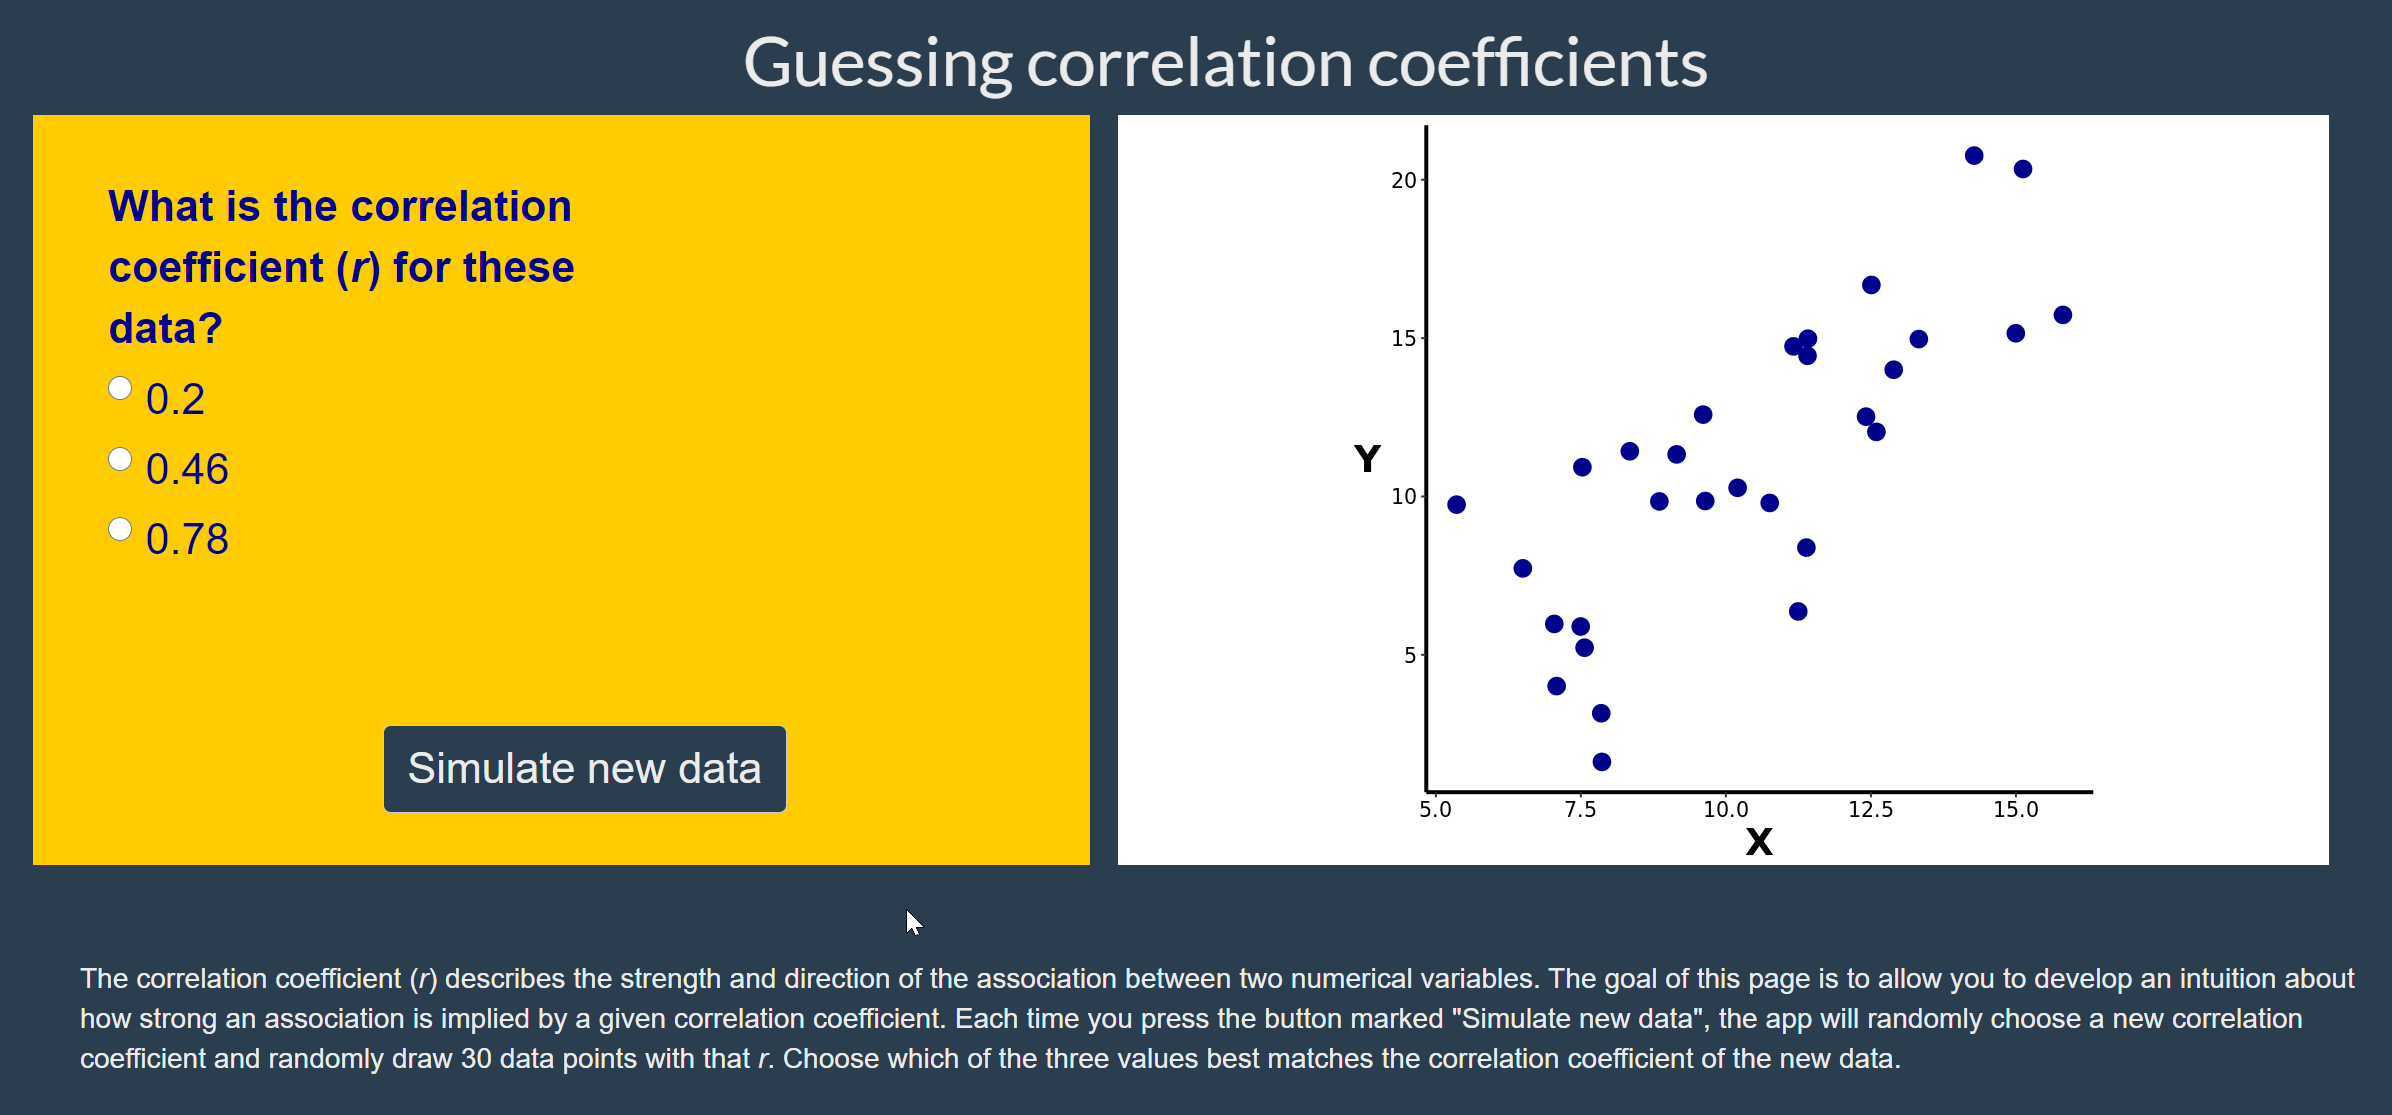 Guessing correlation coefficients
What is the correlation
coefficient (r) for these
data?
0.2
0.46
0.78
Simulate new data
20
15
Y
10
5
5.0 7.5 10.0 12.5 15.0
X
The correlation coefficient (r) describes the strength and direction of the association between two numerical variables. The goal of this page is to allow you to develop an intuition about
how strong an association is implied by a given correlation coefficient. Each time you press the button marked "Simulate new data", the app will randomly choose a new correlation
coefficient and randomly draw 30 data points with that r. Choose which of the three values best matches the correlation coefficient of the new data.